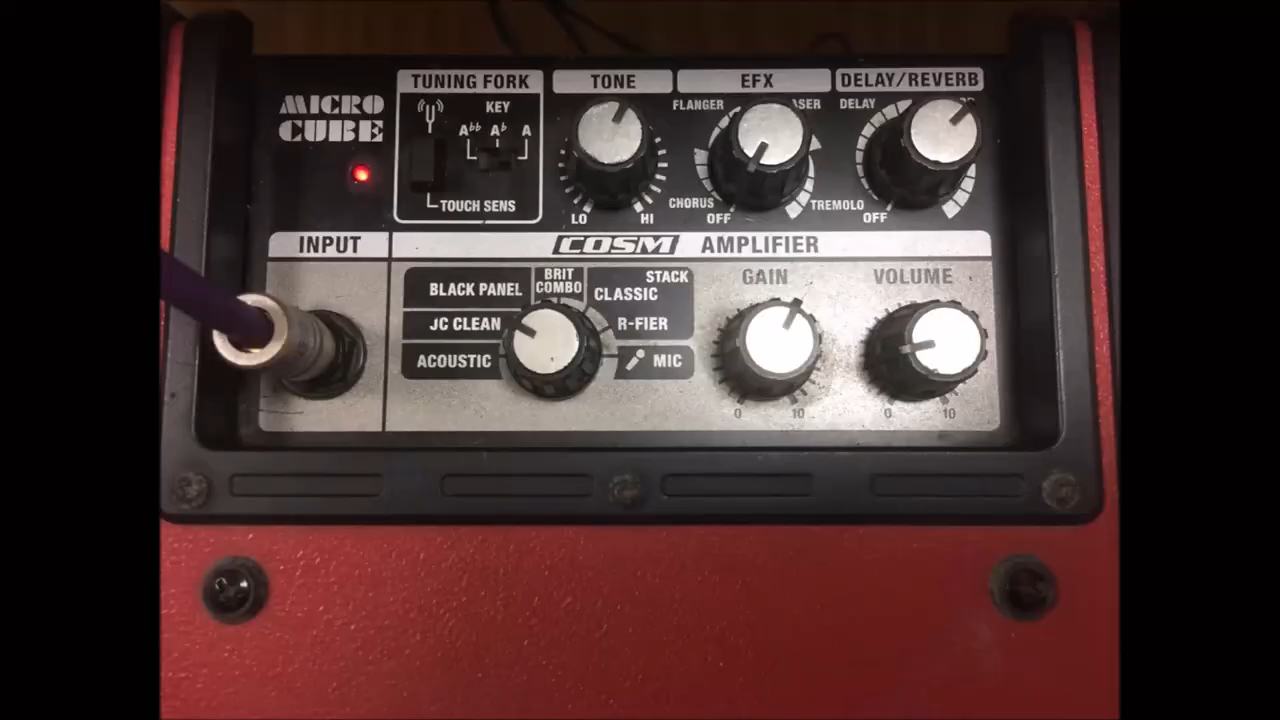 MICRO
CUBE
TUNING FORK
KEY
A♭♭ A♭ A
TOUCH SENS
TONE
LO HI
EFX
FLANGER
CHORUS
OFF
TREMOLO
DELAY/REVERB
DELAY
OFF
INPUT
COSM AMPLIFIER
BLACK PANEL
BRIT
COMBO
STACK
CLASSIC
JC CLEAN
R-FIER
ACOUSTIC
MIC
GAIN
0 10
VOLUME
0 10